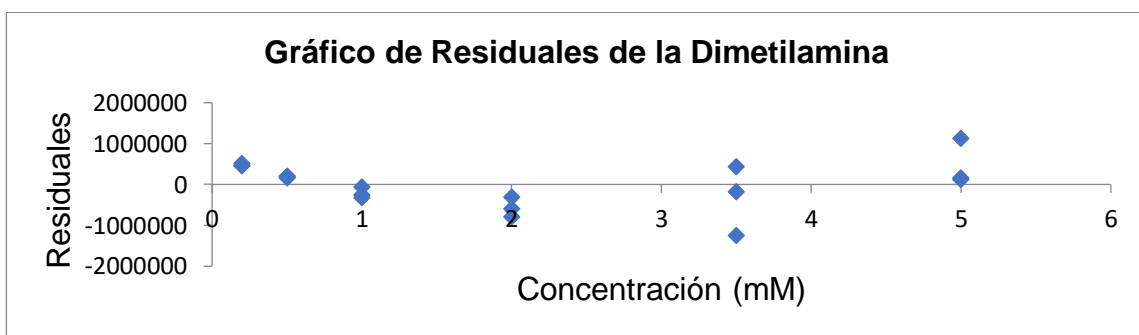 Gráfico de Residuales de la Dimetilamina
2000000
1000000
0
-1000000
-2000000
Residuales
0 1 2 3 4 5 6
Concentración (mM)